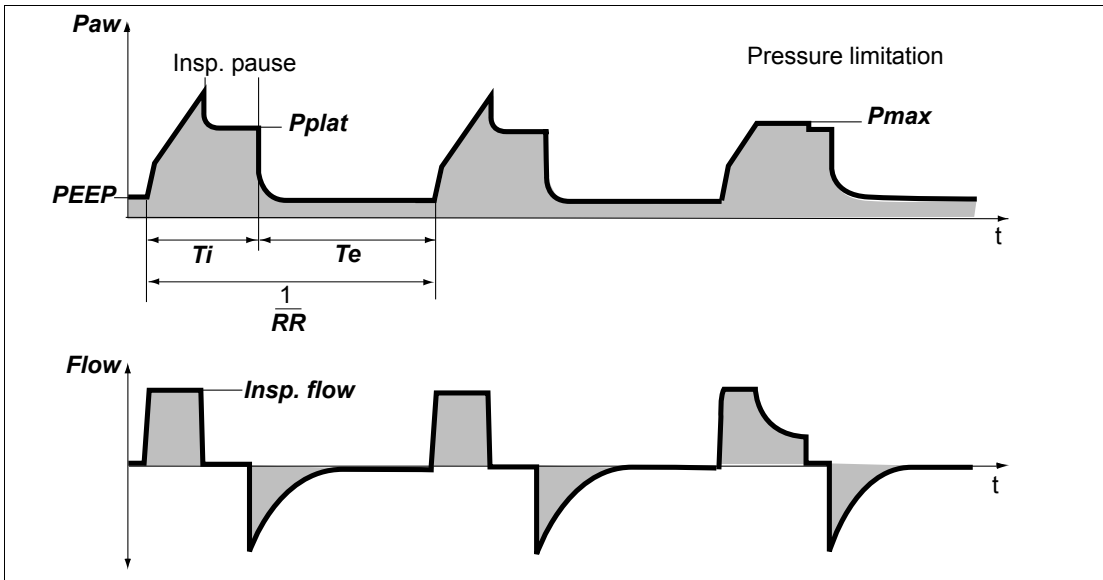 Paw
Insp. pause
Pressure limitation
Pplat
Pmax
PEEP
t
Ti
Te
1
RR
Flow
Insp. flow
t